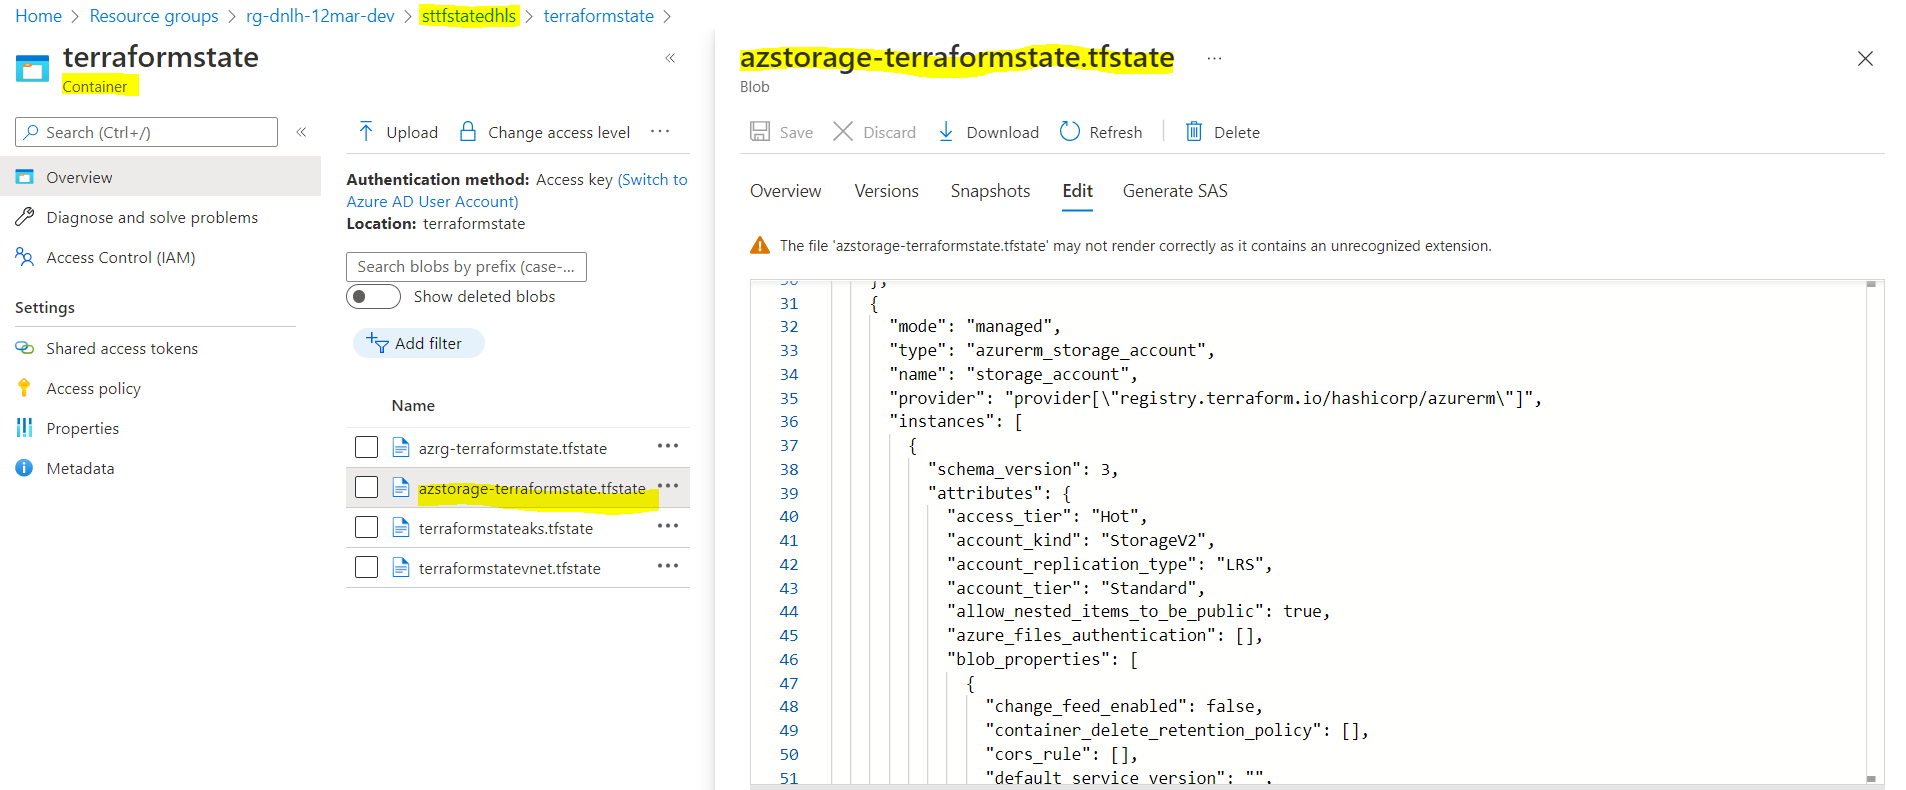 Home > Resource groups > rg-dnlh-12mar-dev > sttfstatedhls > terraformstate >
terraformstate
Container
«
Search (Ctrl+/)
«
Overview
Diagnose and solve problems
Access Control (IAM)
Settings
Shared access tokens
Access policy
Properties
Metadata
Upload Change access level ...
Authentication method: Access key (Switch to
Azure AD User Account)
Location: terraformstate
Search blobs by prefix (case-...
Show deleted blobs
Add filter
Name
azrg-terraformstate.tfstate ...
azstorage-terraformstate.tfstate ...
terraformstateaks.tfstate ...
terraformstatevnet.tfstate ...
azstorage-terraformstate.tfstate ...
Blob
Save Discard Download Refresh Delete
Overview Versions Snapshots Edit Generate SAS
The file 'azstorage-terraformstate.tfstate' may not render correctly as it contains an unrecognized extension.
30 },
31 {
32 "mode": "managed",
33 "type": "azurerm_storage_account",
34 "name": "storage_account",
35 "provider": "provider[\"registry.terraform.io/hashicorp/azurerm\"]",
36 "instances": [
37 {
38 "schema_version": 3,
39 "attributes": {
40 "access_tier": "Hot",
41 "account_kind": "StorageV2",
42 "account_replication_type": "LRS",
43 "account_tier": "Standard",
44 "allow_nested_items_to_be_public": true,
45 "azure_files_authentication": [],
46 "blob_properties": [
47 {
48 "change_feed_enabled": false,
49 "container_delete_retention_policy": [],
50 "cors_rule": [],
51 "default_service_version": "",